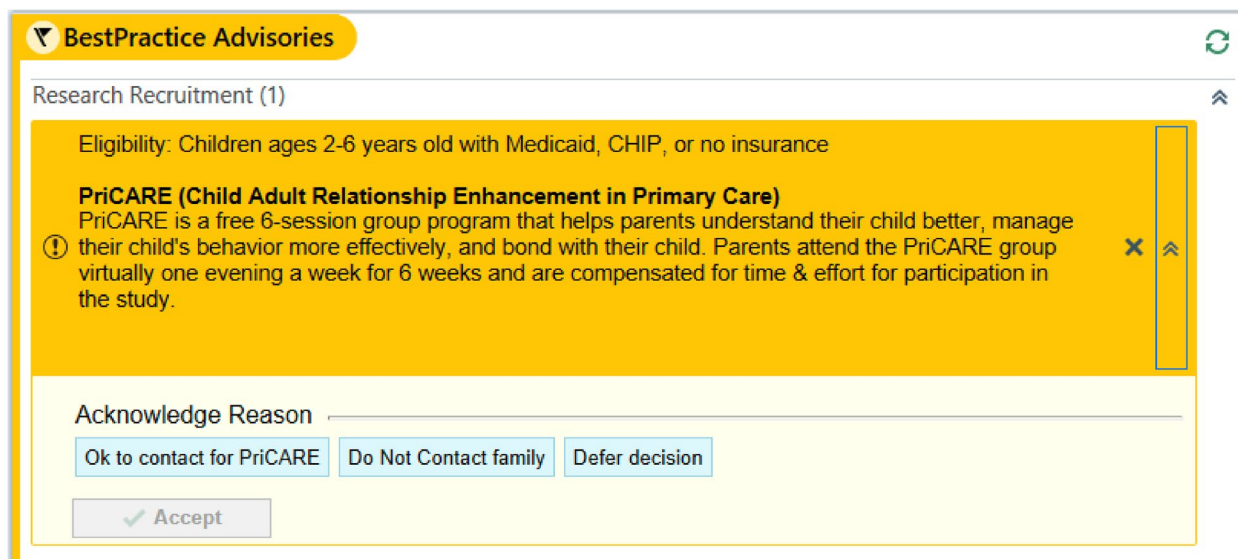 BestPractice Advisories
Research Recruitment (1)
Eligibility: Children ages 2-6 years old with Medicaid, CHIP, or no insurance
PriCARE (Child Adult Relationship Enhancement in Primary Care)
PriCARE is a free 6-session group program that helps parents understand their child better, manage
their child's behavior more effectively, and bond with their child. Parents attend the PriCARE group
virtually one evening a week for 6 weeks and are compensated for time & effort for participation in
the study.
Acknowledge Reason
Ok to contact for PriCARE Do Not Contact family Defer decision
Accept